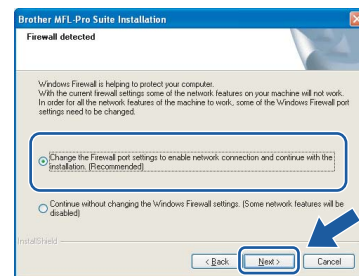 Brother MFL-Pro Suite Installation
Firewall detected
Windows Firewall is helping to protect your computer.
With the current firewall settings some of the network features on your machine will not work.
In order for all the network features of the machine to work, some of the Windows Firewall port
settings need to be changed.
Change the Firewall port settings to enable network connection and continue with the
installation. (Recommended)
Continue without changing the Windows Firewall settings. (Some network features will be
disabled)
InstallShield
< Back
Next >
Cancel